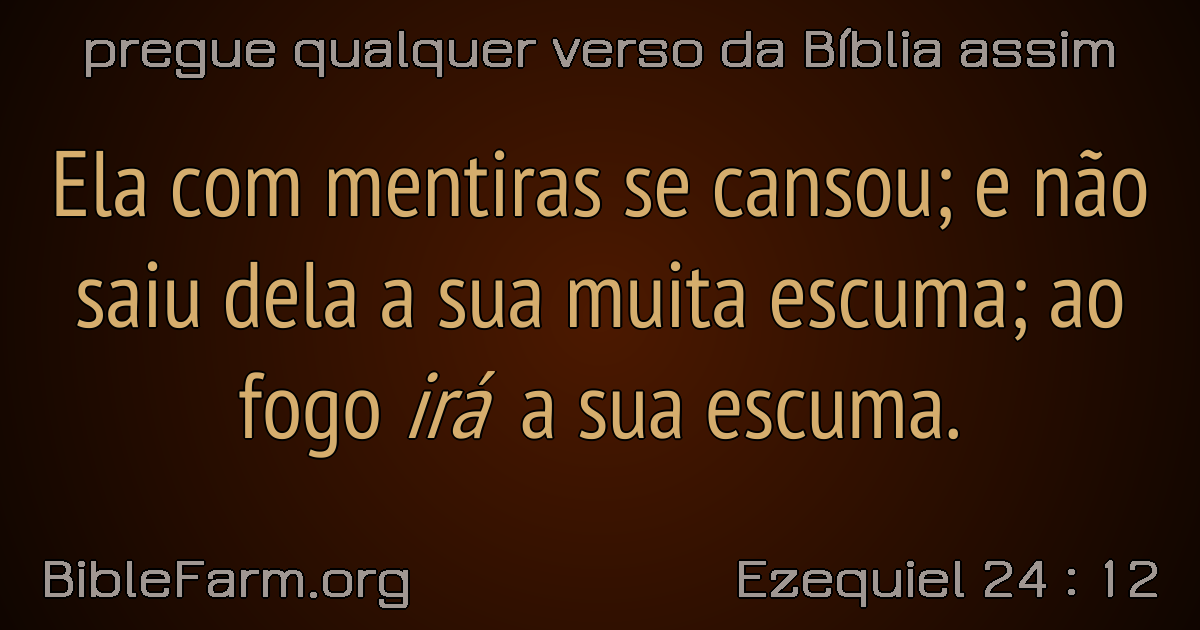 pregue qualquer verso da Bíblia assim
Ela com mentiras se cansou; e não
saiu dela a sua muita escuma; ao
fogo irá a sua escuma.
BibleFarm.org
Ezequiel 24 : 12